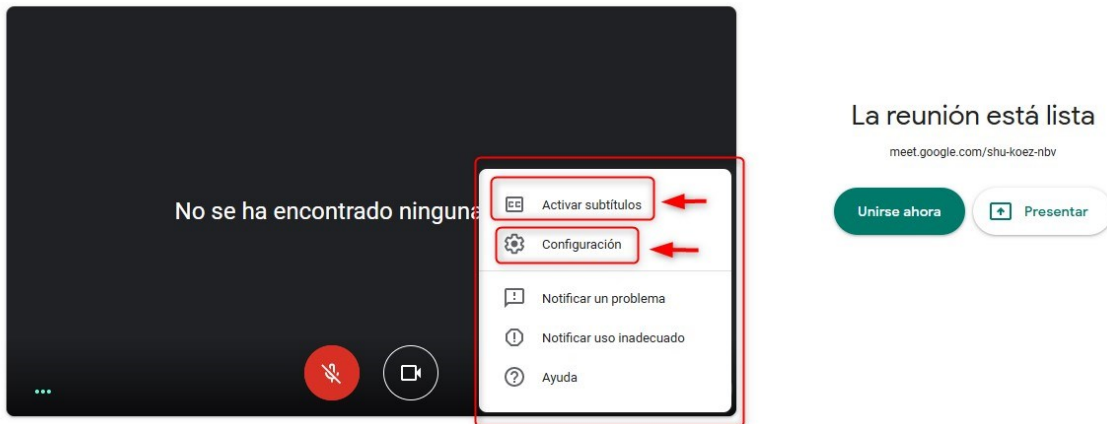 No se ha encontrado ninguna
Activar subtítulos
Configuración
Notificar un problema
Notificar uso inadecuado
Ayuda
La reunión está lista
meet.google.com/shu-koez-nbv
Unirse ahora
Presentar